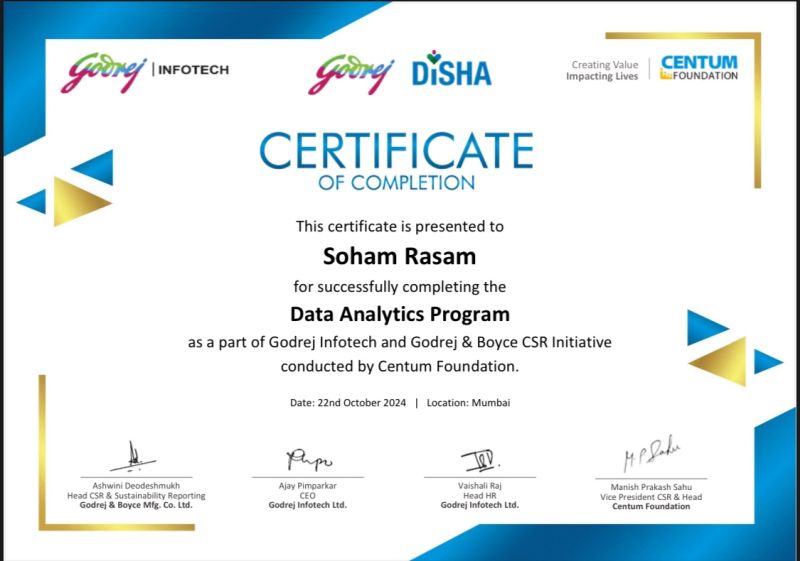 Godrej | INFOTECH
Godrej DiSHA
Creating Value
Impacting Lives
CENTUM
FOUNDATION
CERTIFICATE
OF COMPLETION
This certificate is presented to
Soham Rasam
for successfully completing the
Data Analytics Program
as a part of Godrej Infotech and Godrej & Boyce CSR Initiative
conducted by Centum Foundation.
Date: 22nd October 2024 | Location: Mumbai
M.P. Sahu
Ashwini Deodeshmukh
Head CSR & Sustainability Reporting
Godrej & Boyce Mfg. Co. Ltd.
Ajay Pimparkar
CEO
Godrej Infotech Ltd.
Vaishali Raj
Head HR
Godrej Infotech Ltd.
Manish Prakash Sahu
Vice President CSR & Head
Centum Foundation